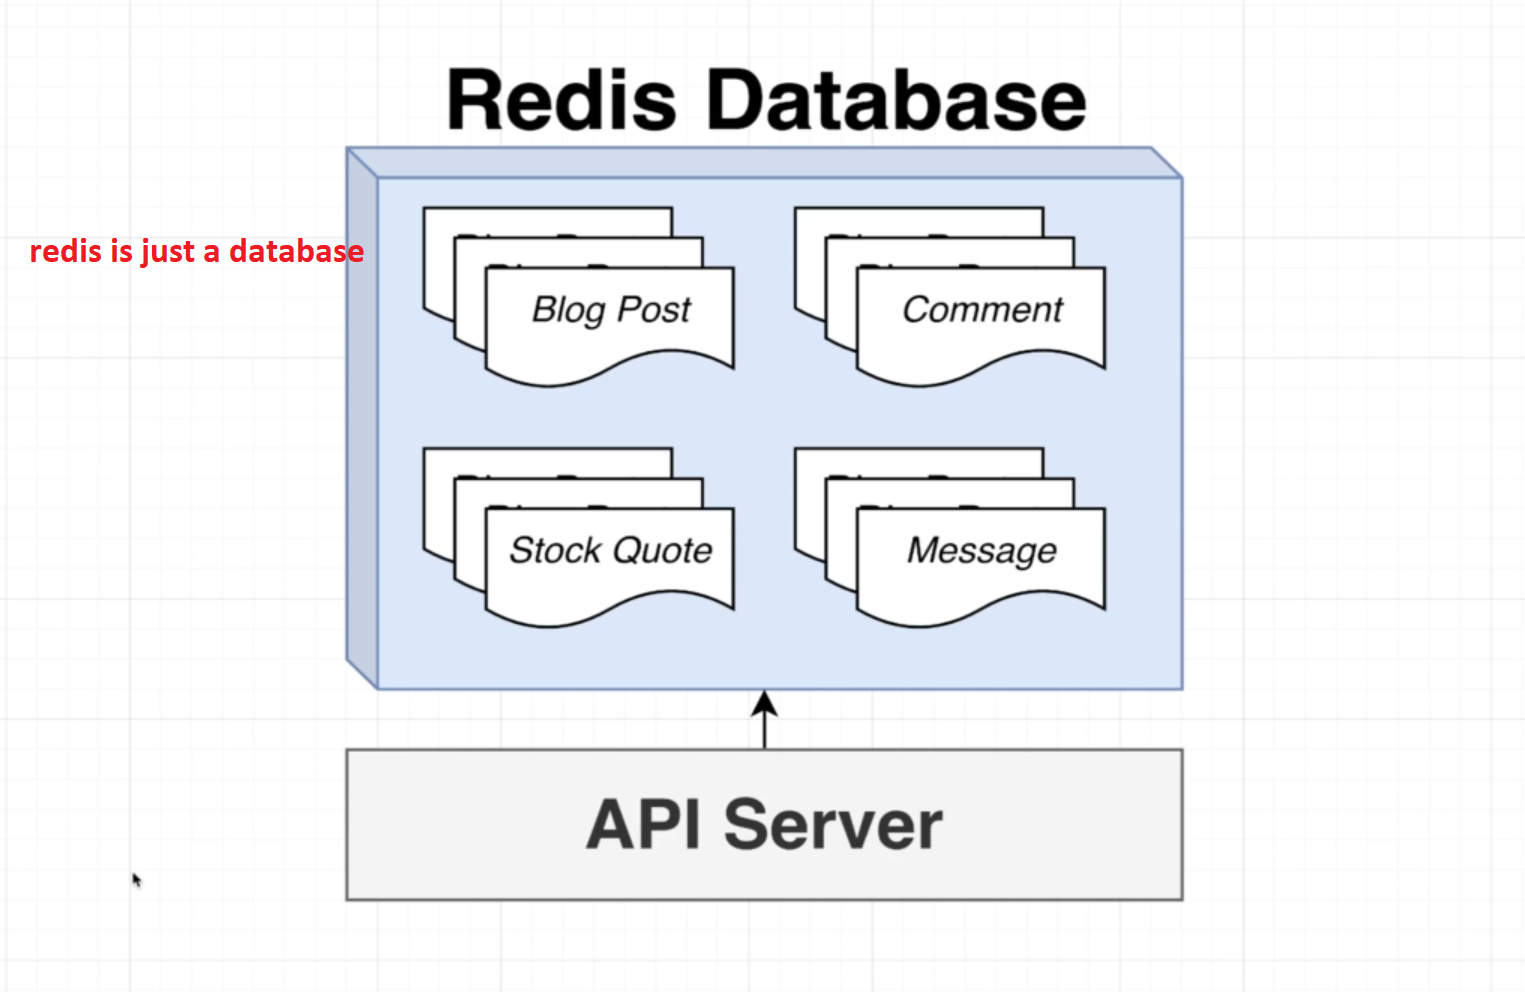 Redis Database
redis is just a database
Blog Post
Comment
Stock Quote
Message
API Server